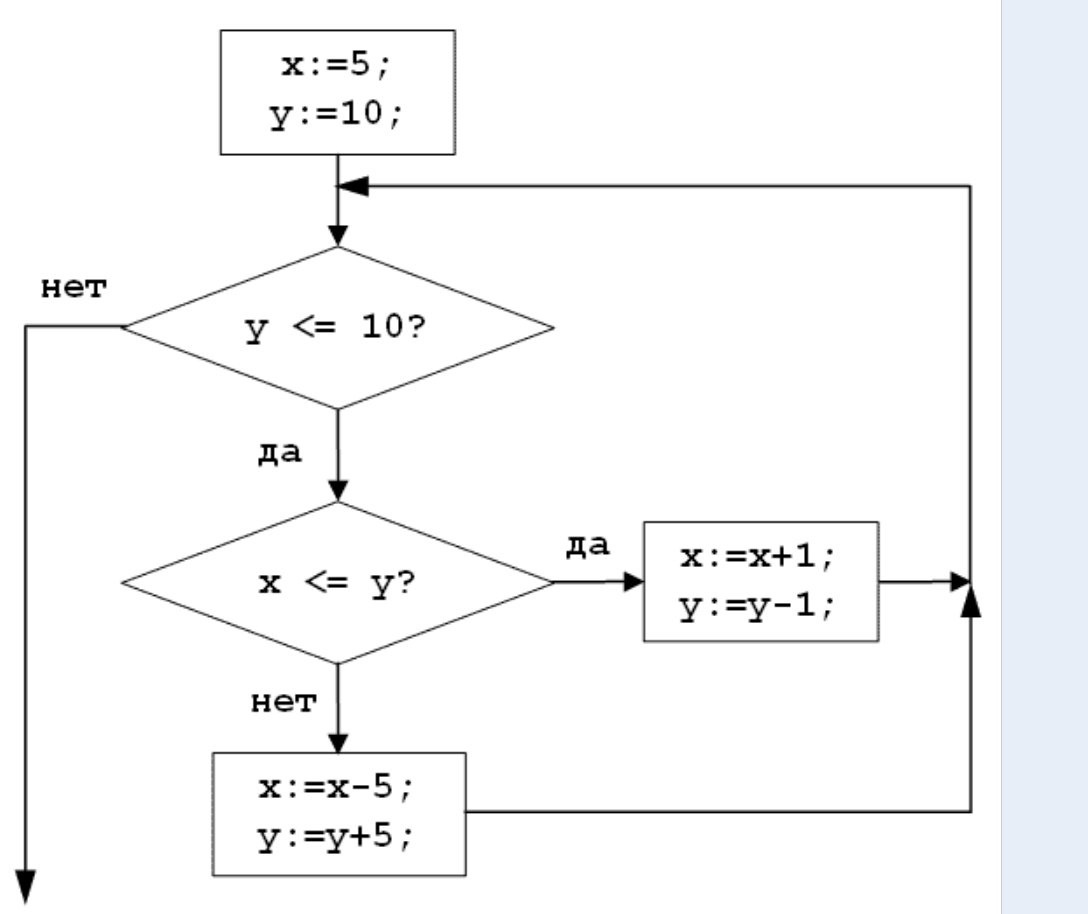 x:=5;
y:=10;
нет
y <= 10?
да
x <= y?
да
x:=x+1;
y:=y-1;
нет
x:=x-5;
y:=y+5;